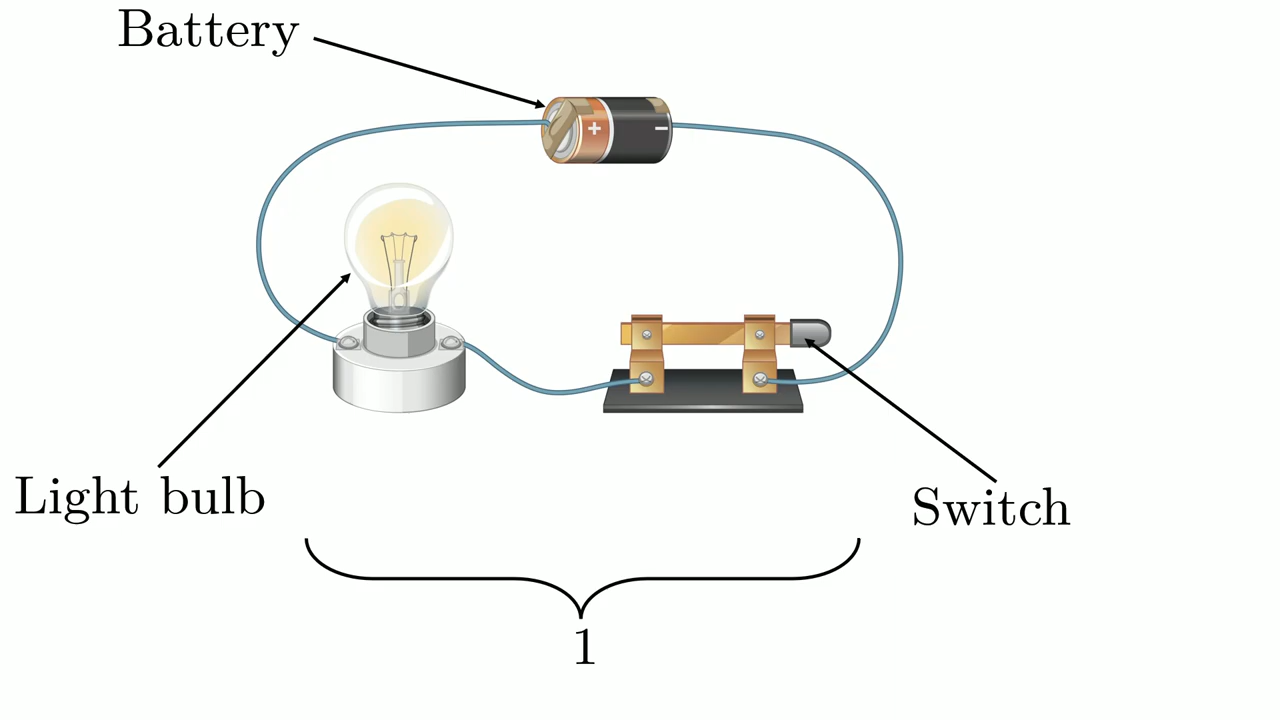 Battery
+ −
Light bulb
Switch
1